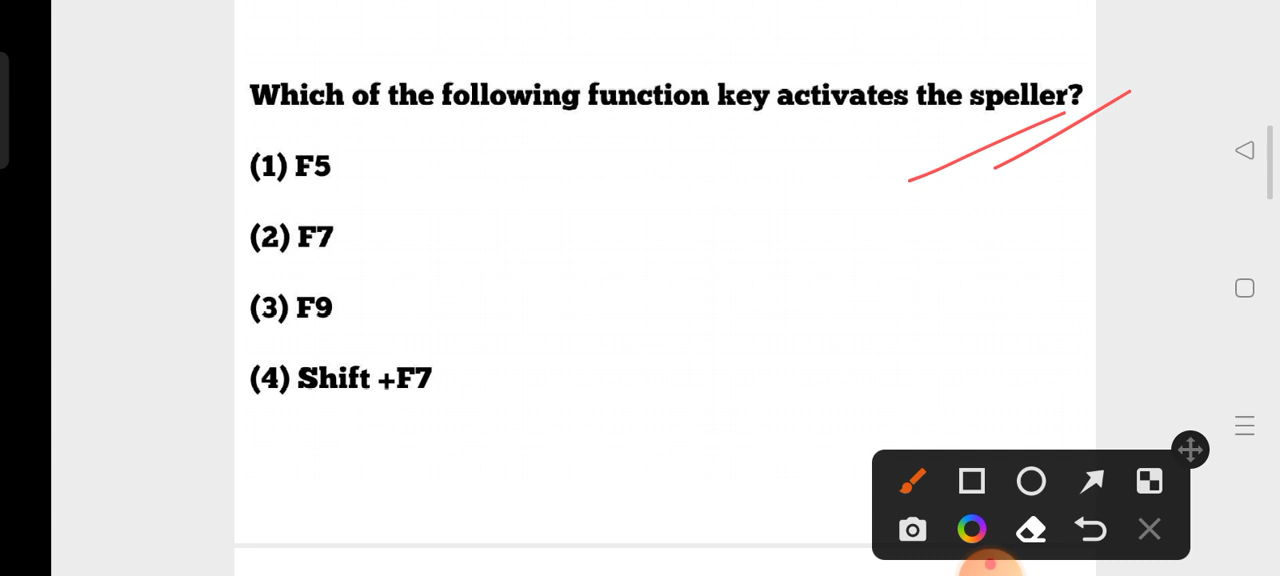 Which of the following function key activates the speller?
(1) F5
(2) F7
(3) F9
(4) Shift +F7